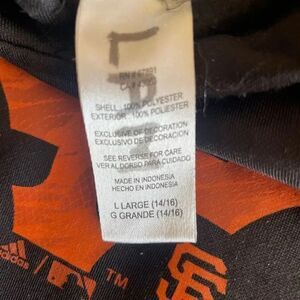 SHELL: 100% POLYESTER
EXTERIOR: 100% POLIESTER
EXCLUSIVE OF DECORATION
EXCLUSIVO DE DECORACION
SEE REVERSE FOR CARE
VER AL DORSO PARA CUIDADO
MADE IN INDONESIA
HECHO EN INDONESIA
L LARGE (14/16)
G GRANDE (14/16)
adidas
TM
SF